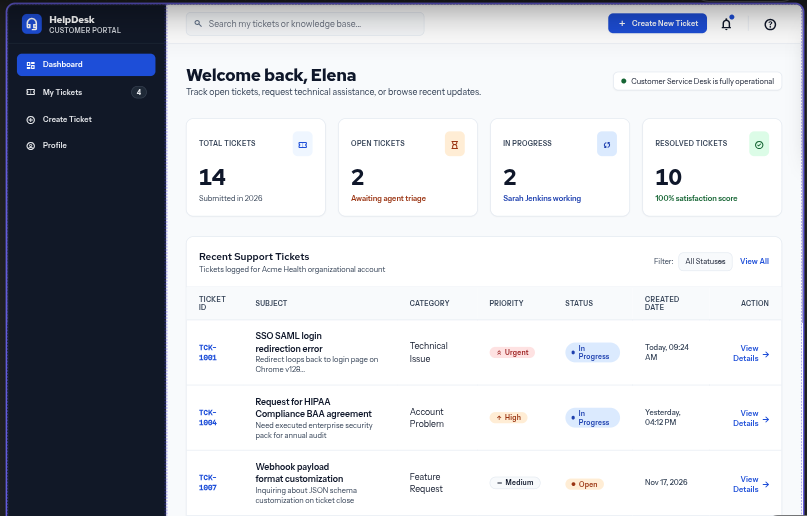 HelpDesk
CUSTOMER PORTAL
Dashboard
My Tickets 4
Create Ticket
Profile
Search my tickets or knowledge base...
+ Create New Ticket
Welcome back, Elena
Track open tickets, request technical assistance, or browse recent updates.
Customer Service Desk is fully operational
TOTAL TICKETS
14
Submitted in 2026
OPEN TICKETS
2
Awaiting agent triage
IN PROGRESS
2
Sarah Jenkins working
RESOLVED TICKETS
10
100% satisfaction score
Recent Support Tickets
Tickets logged for Acme Health organizational account
Filter: All Statuses View All
TICKET
ID
SUBJECT
CATEGORY
PRIORITY
STATUS
CREATED
DATE
ACTION
TCK-
1001
SSO SAML login
redirection error
Redirect loops back to login page on
Chrome v128...
Technical
Issue
Urgent
In
Progress
Today, 09:24
AM
View
Details →
TCK-
1004
Request for HIPAA
Compliance BAA agreement
Need executed enterprise security
pack for annual audit
Account
Problem
High
In
Progress
Yesterday,
04:12 PM
View
Details →
TCK-
1007
Webhook payload
format customization
Inquiring about JSON schema
customization on ticket close
Feature
Request
Medium
Open
Nov 17, 2026
View
Details →